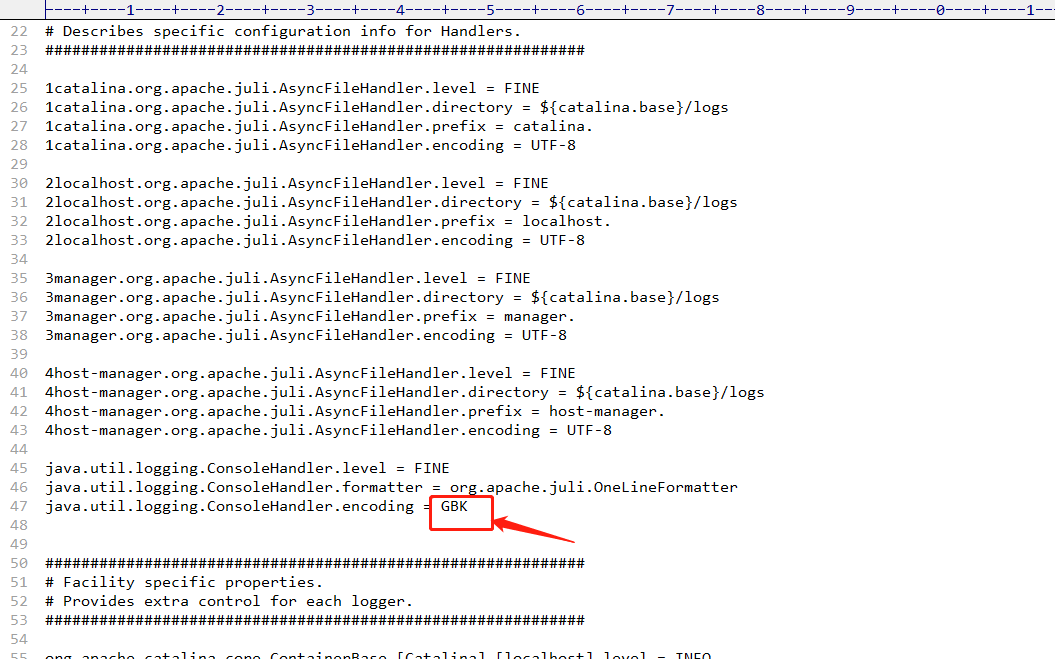 ----+----1----+----2----+----3----+----4----+----5----+----6----+----7----+----8----+----9----+----0----+----1---
22 # Describes specific configuration info for Handlers.
23 ############################################################
24
25 1catalina.org.apache.juli.AsyncFileHandler.level = FINE
26 1catalina.org.apache.juli.AsyncFileHandler.directory = ${catalina.base}/logs
27 1catalina.org.apache.juli.AsyncFileHandler.prefix = catalina.
28 1catalina.org.apache.juli.AsyncFileHandler.encoding = UTF-8
29
30 2localhost.org.apache.juli.AsyncFileHandler.level = FINE
31 2localhost.org.apache.juli.AsyncFileHandler.directory = ${catalina.base}/logs
32 2localhost.org.apache.juli.AsyncFileHandler.prefix = localhost.
33 2localhost.org.apache.juli.AsyncFileHandler.encoding = UTF-8
34
35 3manager.org.apache.juli.AsyncFileHandler.level = FINE
36 3manager.org.apache.juli.AsyncFileHandler.directory = ${catalina.base}/logs
37 3manager.org.apache.juli.AsyncFileHandler.prefix = manager.
38 3manager.org.apache.juli.AsyncFileHandler.encoding = UTF-8
39
40 4host-manager.org.apache.juli.AsyncFileHandler.level = FINE
41 4host-manager.org.apache.juli.AsyncFileHandler.directory = ${catalina.base}/logs
42 4host-manager.org.apache.juli.AsyncFileHandler.prefix = host-manager.
43 4host-manager.org.apache.juli.AsyncFileHandler.encoding = UTF-8
44
45 java.util.logging.ConsoleHandler.level = FINE
46 java.util.logging.ConsoleHandler.formatter = org.apache.juli.OneLineFormatter
47 java.util.logging.ConsoleHandler.encoding = GBK
48
49
50 ############################################################
51 # Facility specific properties.
52 # Provides extra control for each logger.
53 ############################################################
54
55 org.apache.catalina.core.ContainerBase.[Catalina].[localhost].level = INFO